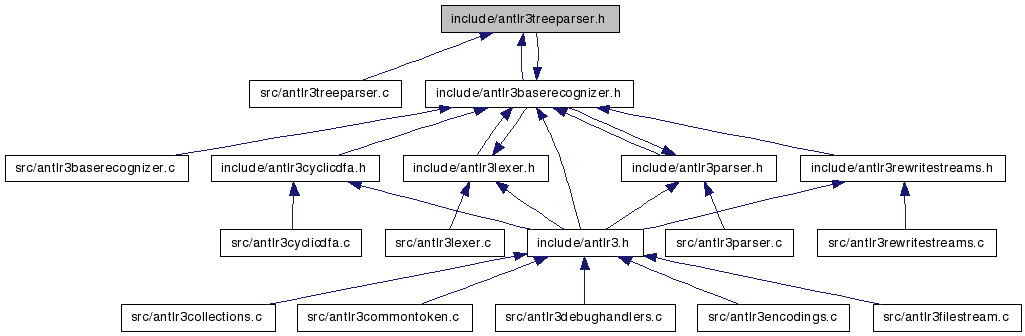 include/antlr3treeparser.h
src/antlr3treeparser.c
include/antlr3baserecognizer.h
src/antlr3baserecognizer.c
include/antlr3cyclicdfa.h
include/antlr3lexer.h
include/antlr3parser.h
include/antlr3rewritestreams.h
src/antlr3cyclicdfa.c
src/antlr3lexer.c
include/antlr3.h
src/antlr3parser.c
src/antlr3rewritestreams.c
src/antlr3collections.c
src/antlr3commontoken.c
src/antlr3debughandlers.c
src/antlr3encodings.c
src/antlr3filestream.c